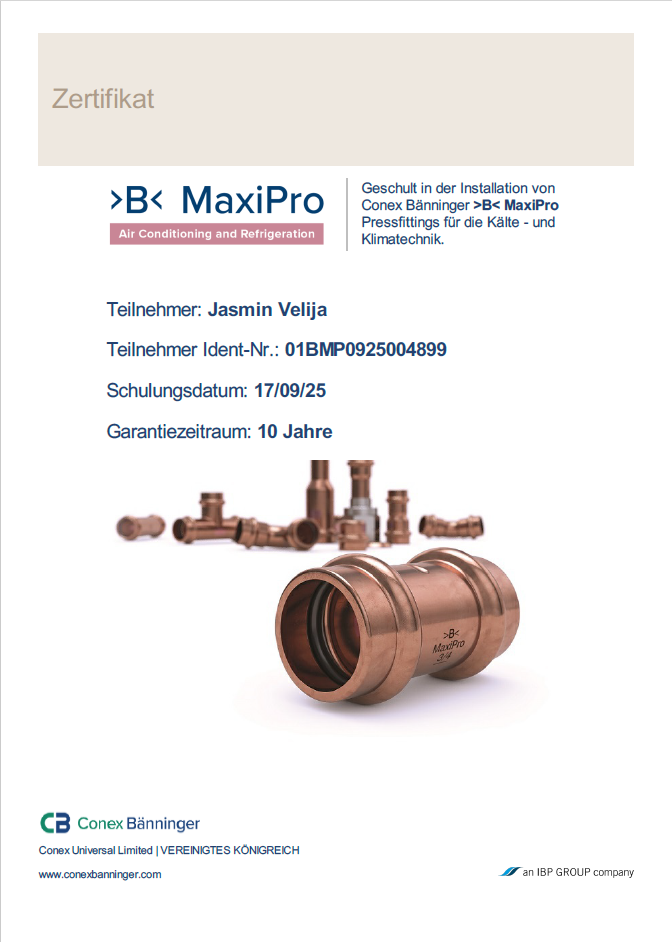 Zertifikat
>B< MaxiPro
Air Conditioning and Refrigeration
Geschult in der Installation von
Conex Bänninger >B< MaxiPro
Pressfittings für die Kälte - und
Klimatechnik.
Teilnehmer: Jasmin Velija
Teilnehmer Ident-Nr.: 01BMP0925004899
Schulungsdatum: 17/09/25
Garantiezeitraum: 10 Jahre
>B<
MaxiPro
3/4
CB Conex Bänninger
Conex Universal Limited | VEREINIGTES KÖNIGREICH
www.conexbanninger.com
an IBP GROUP company